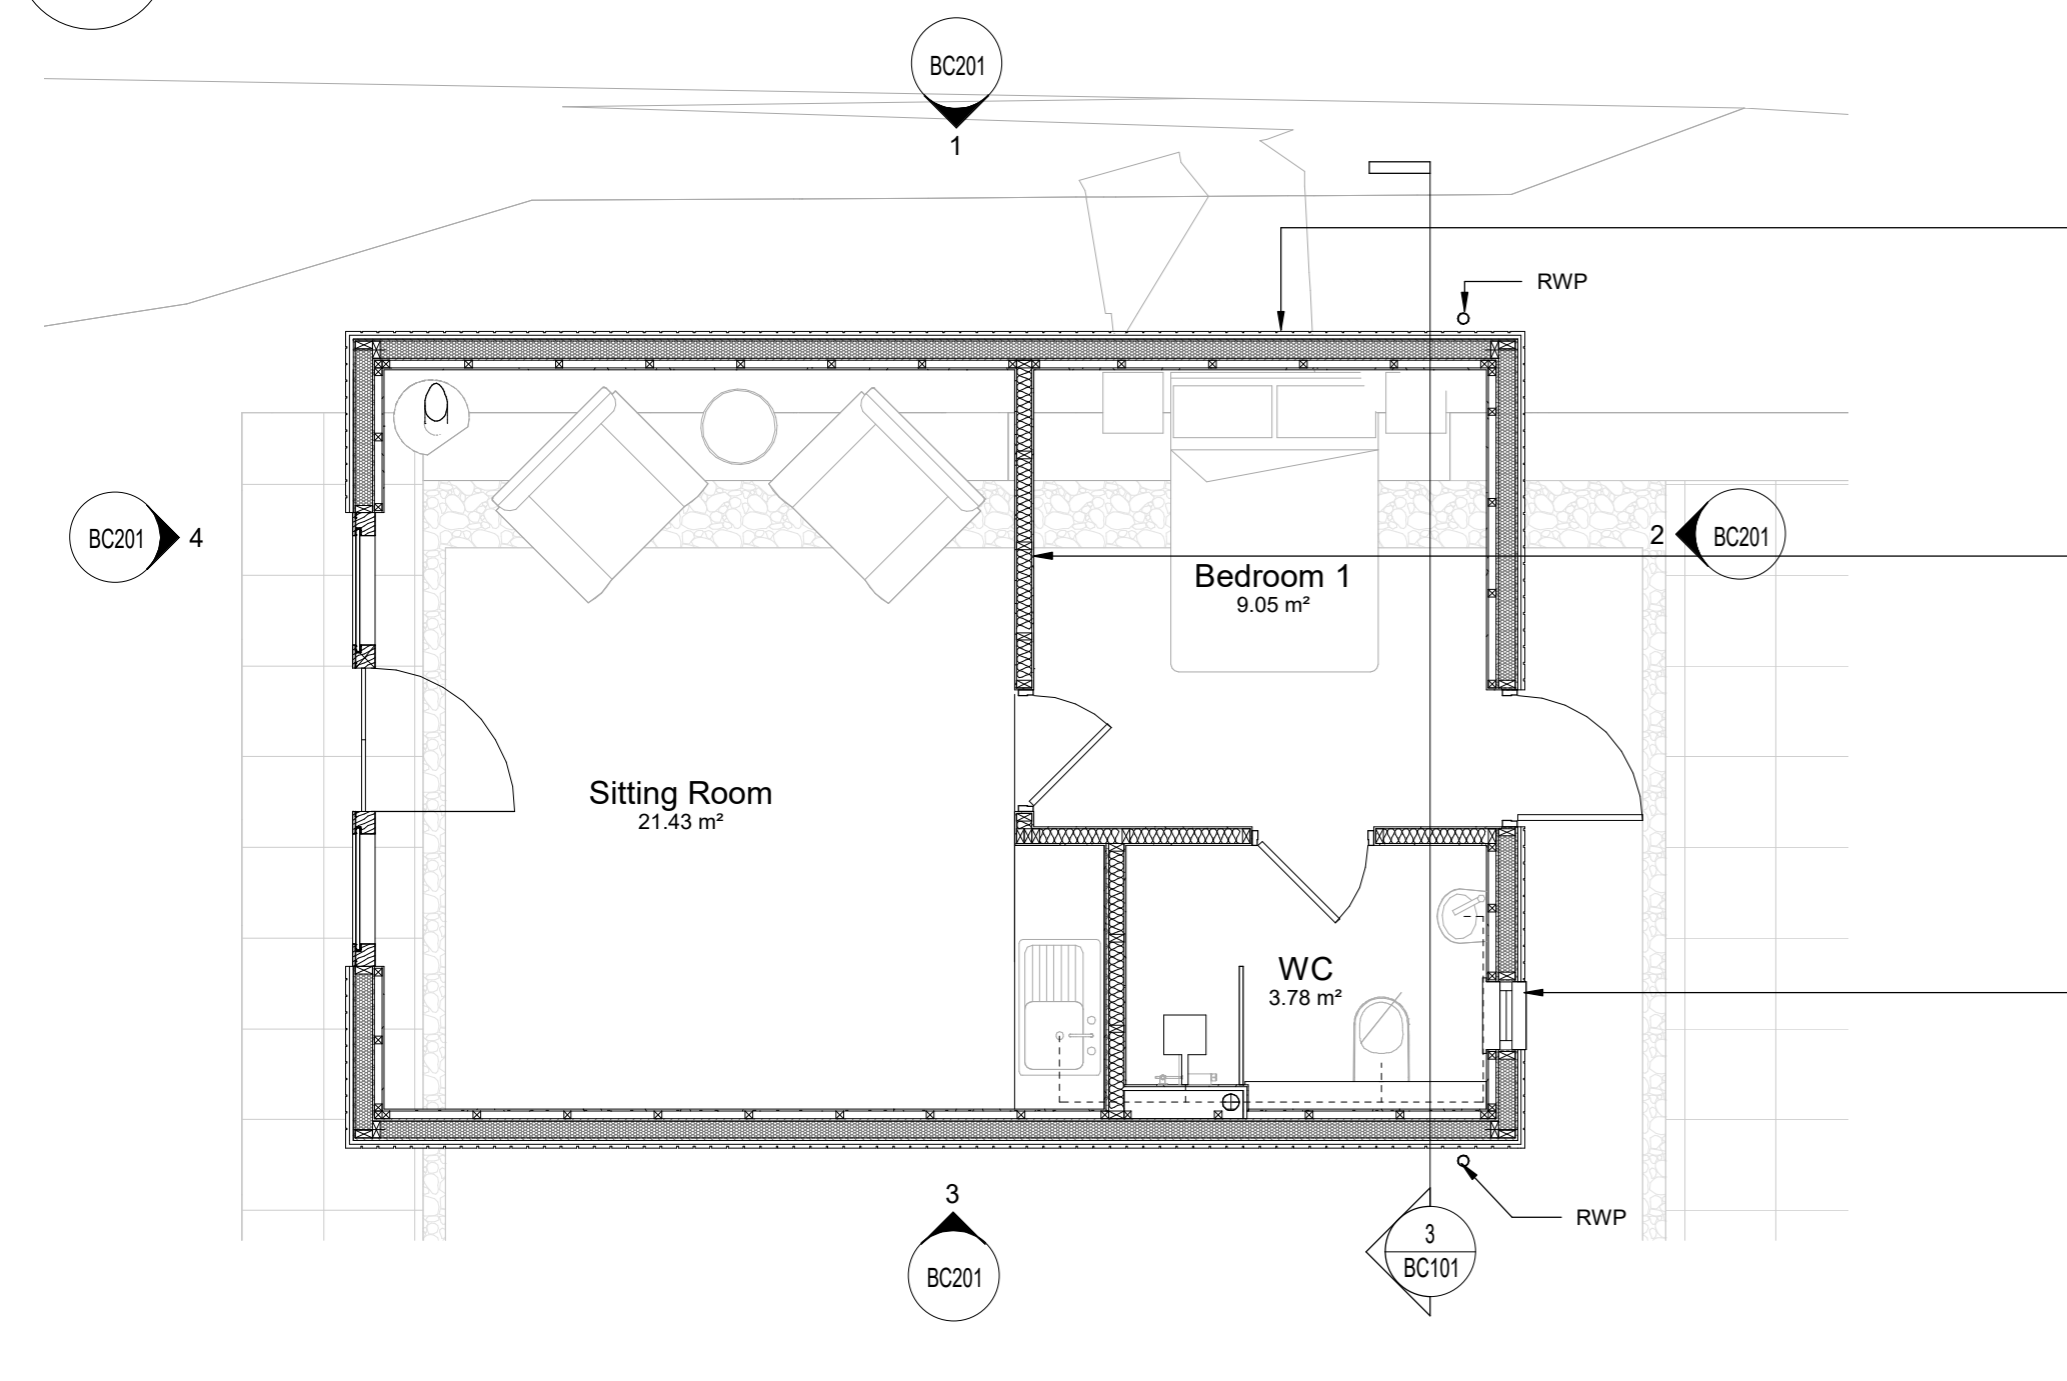 BC201
1
RWP
BC201
4
2
BC201
Bedroom 1
9.05 m²
Sitting Room
21.43 m²
WC
3.78 m²
3
BC201
RWP
3
BC101